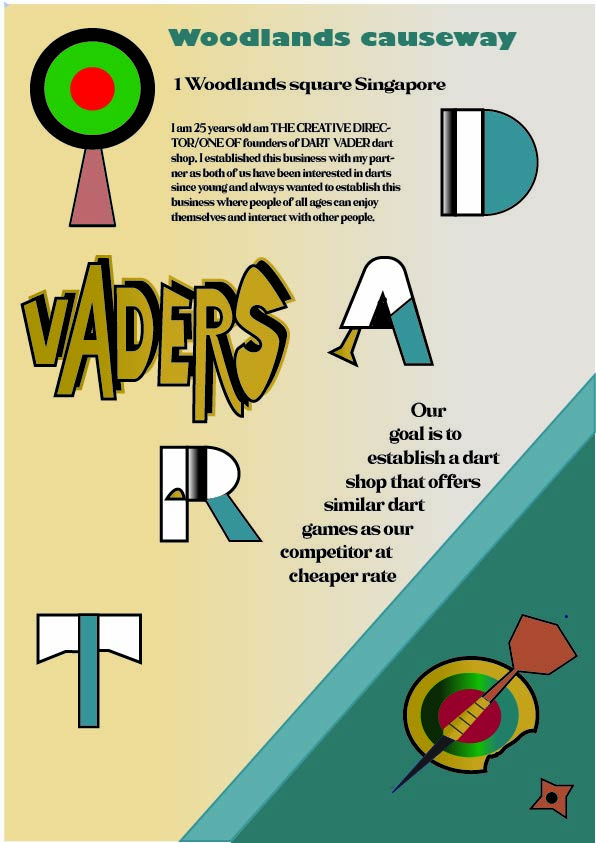 Woodlands causeway
1 Woodlands square Singapore
I am 25 years old am THE CREATIVE DIREC-
TOR/ONE OF founders of DART VADER dart
shop. I established this business with my part-
ner as both of us have been interested in darts
since young and always wanted to establish this
business where people of all ages can enjoy
themselves and interact with other people.
D
VADERS
A
Our
goal is to
establish a dart
shop that offers
similar dart
games as our
competitor at
cheaper rate
R
T